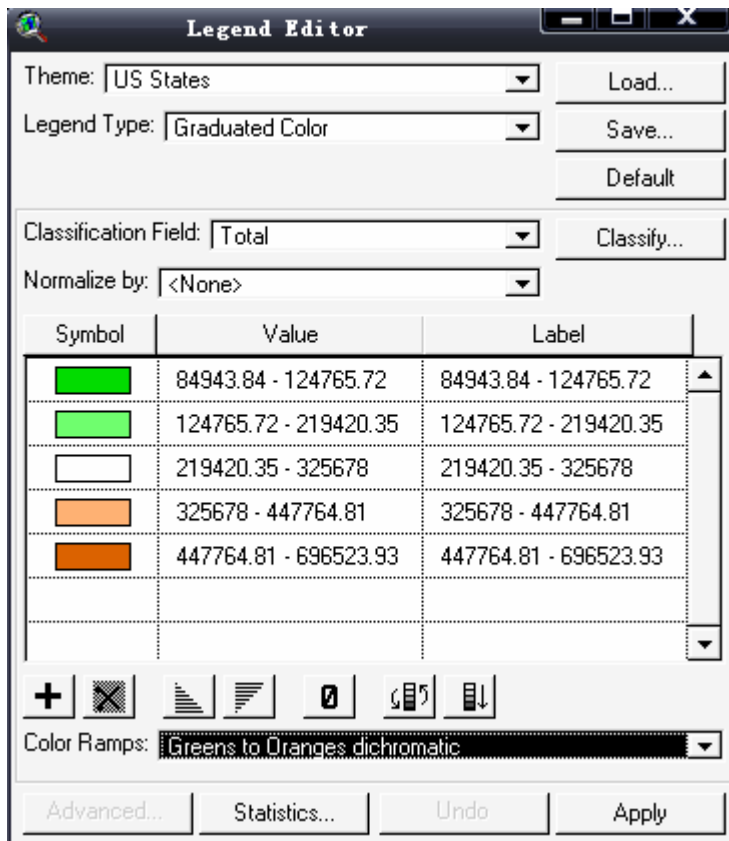 Legend Editor
Theme: US States
Load...
Legend Type: Graduated Color
Save...
Default
Classification Field: Total
Classify...
Normalize by: <None>
Symbol Value Label
84943.84 - 124765.72 84943.84 - 124765.72
124765.72 - 219420.35 124765.72 - 219420.35
219420.35 - 325678 219420.35 - 325678
325678 - 447764.81 325678 - 447764.81
447764.81 - 696523.93 447764.81 - 696523.93
0
Color Ramps: Greens to Oranges dichromatic
Advanced... Statistics... Undo Apply